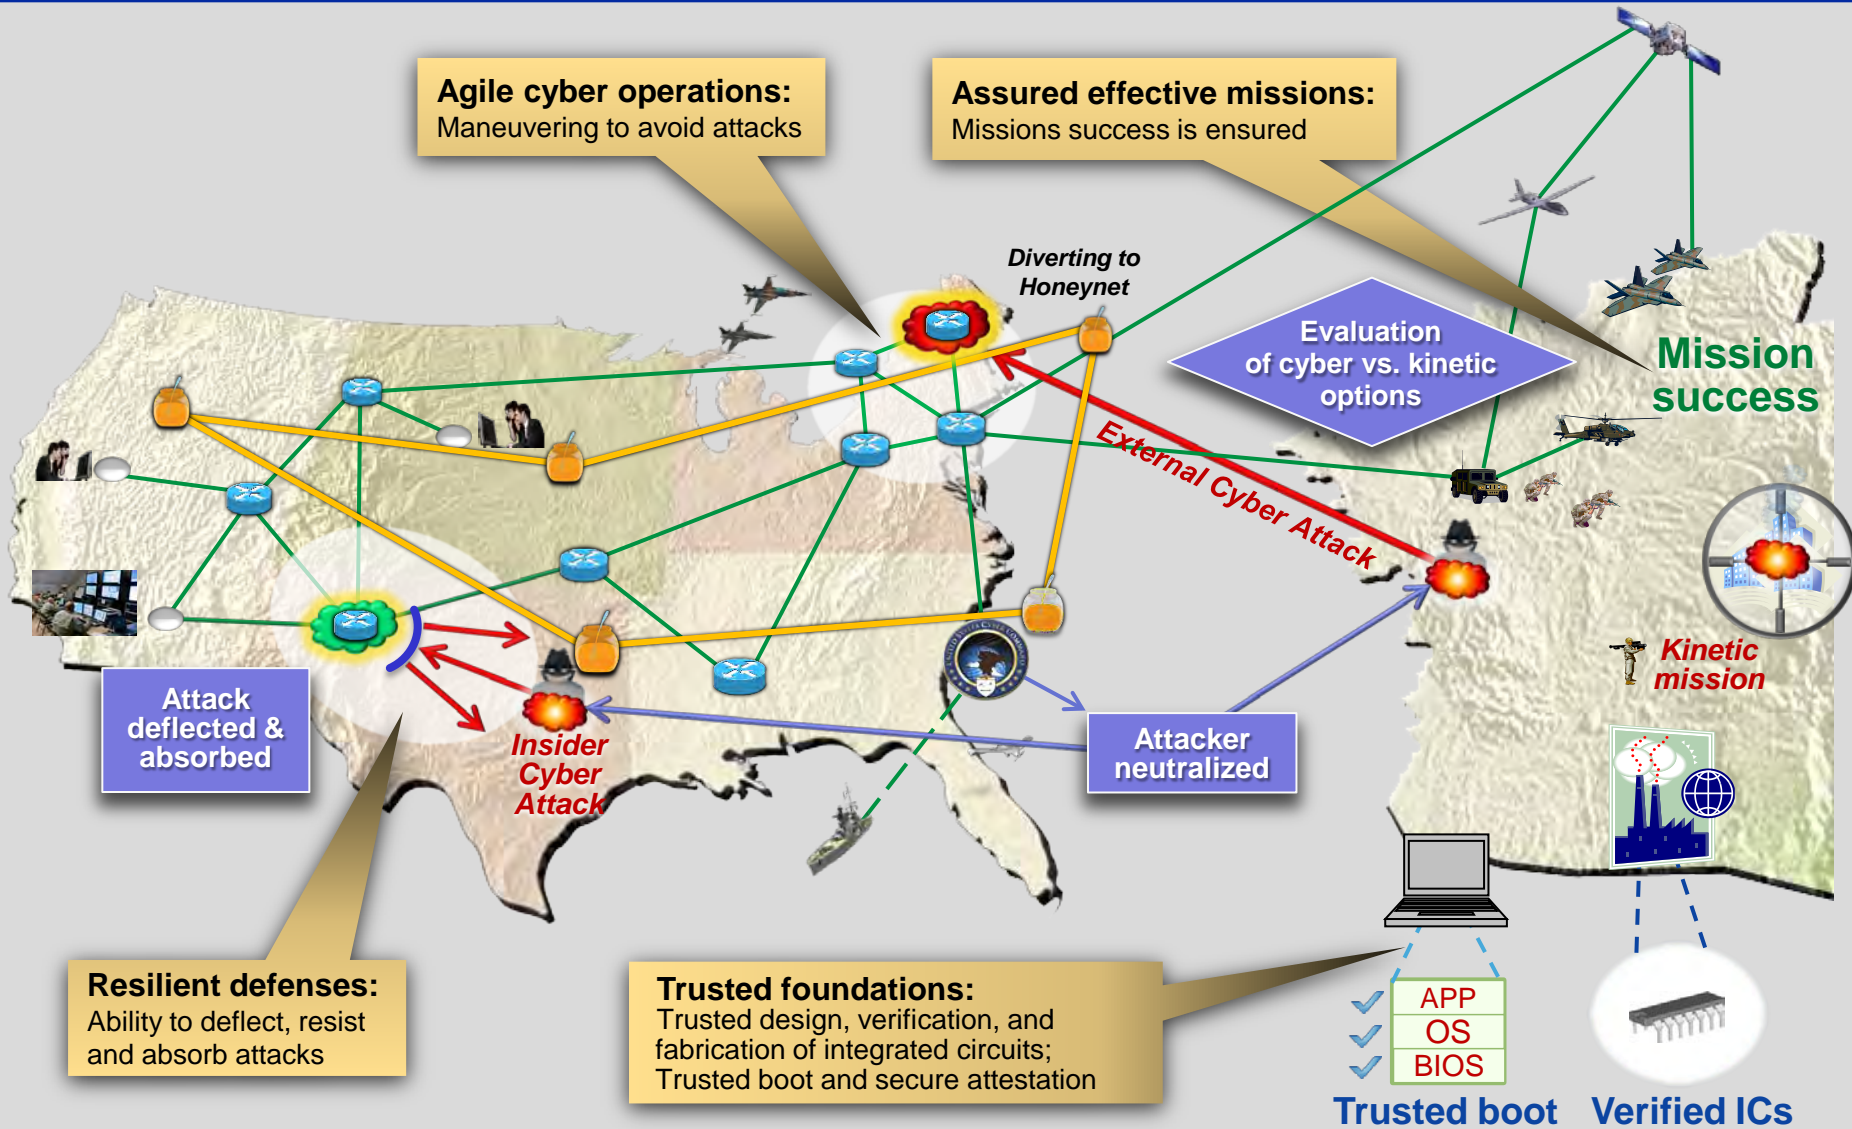 Agile cyber operations:
Maneuvering to avoid attacks
Assured effective missions:
Missions success is ensured
Diverting to
Honeynet
Evaluation
of cyber vs. kinetic
options
Mission
success
External Cyber Attack
Kinetic
mission
Attack
deflected &
absorbed
Insider
Cyber
Attack
Attacker
neutralized
Resilient defenses:
Ability to deflect, resist
and absorb attacks
Trusted foundations:
Trusted design, verification, and
fabrication of integrated circuits;
Trusted boot and secure attestation
APP
OS
BIOS
Trusted boot
Verified ICs